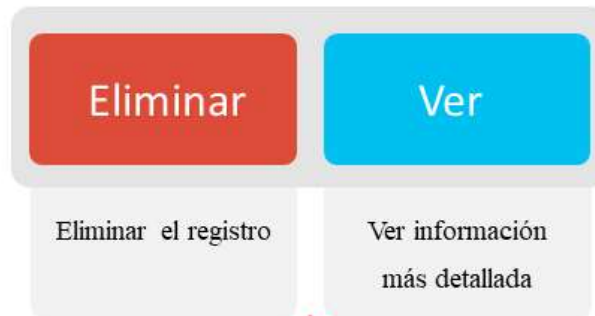 Eliminar
Ver
Eliminar el registro
Ver información
más detallada